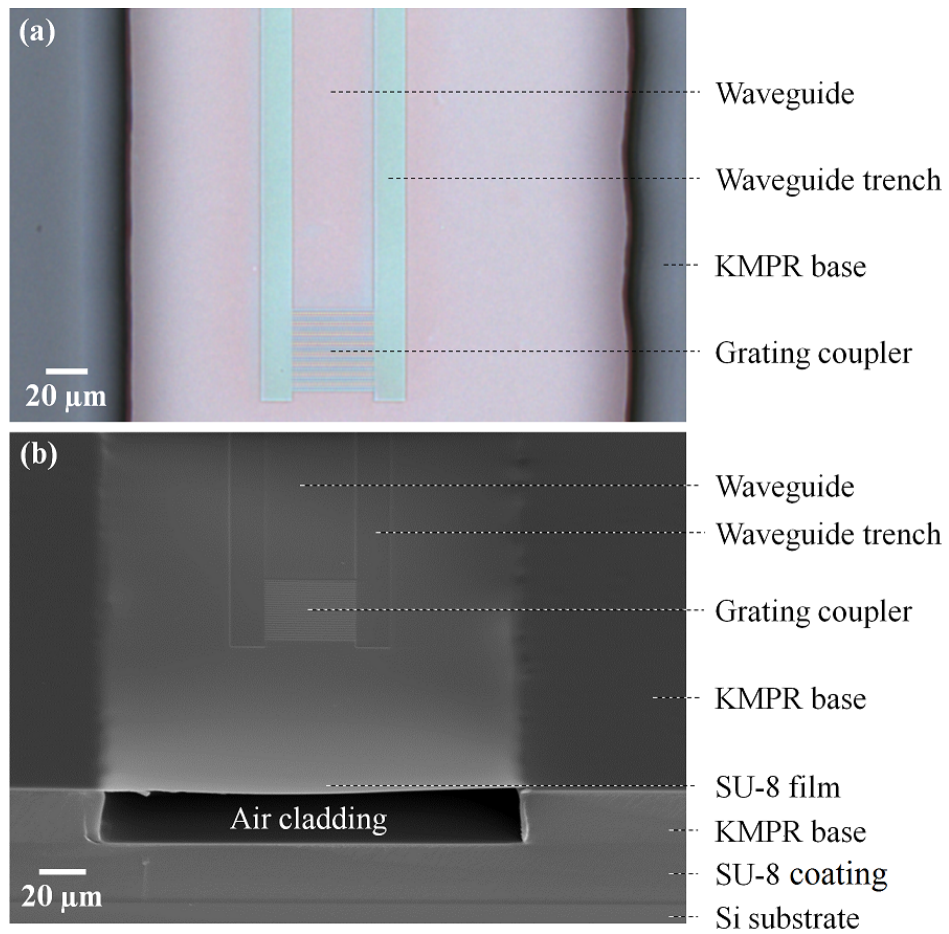 (a)
Waveguide
Waveguide trench
KMPR base
Grating coupler
20 µm
(b)
Waveguide
Waveguide trench
Grating coupler
KMPR base
SU-8 film
Air cladding
KMPR base
SU-8 coating
20 µm
Si substrate